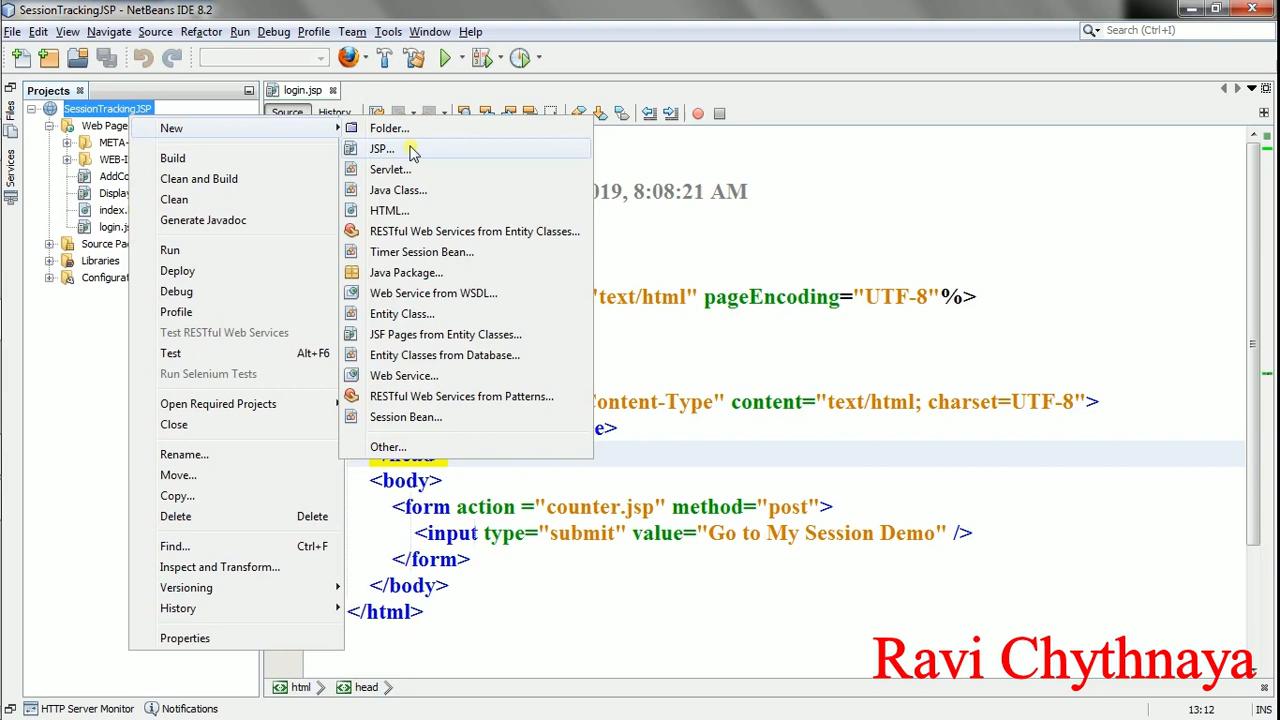 SessionTrackingJSP - NetBeans IDE 8.2
File Edit View Navigate Source Refactor Run Debug Profile Team Tools Window Help
Search (Ctrl+I)
Projects
login.jsp
Files
Services
SessionTrackingJSP
Source History
Web Page
META-
WEB-I
AddCo
Display
index.
login.j
Source Pac
Libraries
Configurat
New
Build
Clean and Build
Clean
Generate Javadoc
Run
Deploy
Debug
Profile
Test RESTful Web Services
Test Alt+F6
Run Selenium Tests
Open Required Projects
Close
Rename...
Move...
Copy...
Delete Delete
Find... Ctrl+F
Inspect and Transform...
Versioning
History
Properties
Folder...
JSP...
Servlet...
Java Class...
HTML...
RESTful Web Services from Entity Classes...
Timer Session Bean...
Java Package...
Web Service from WSDL...
Entity Class...
JSF Pages from Entity Classes...
Entity Classes from Database...
Web Service...
RESTful Web Services from Patterns...
Session Bean...
Other...
019, 8:08:21 AM
"text/html" pageEncoding="UTF-8"%>
Content-Type" content="text/html; charset=UTF-8">
e>
<body>
<form action ="counter.jsp" method="post">
<input type="submit" value="Go to My Session Demo" />
</form>
</body>
</html>
Ravi Chythnaya
html head
HTTP Server Monitor Notifications
13:12 INS